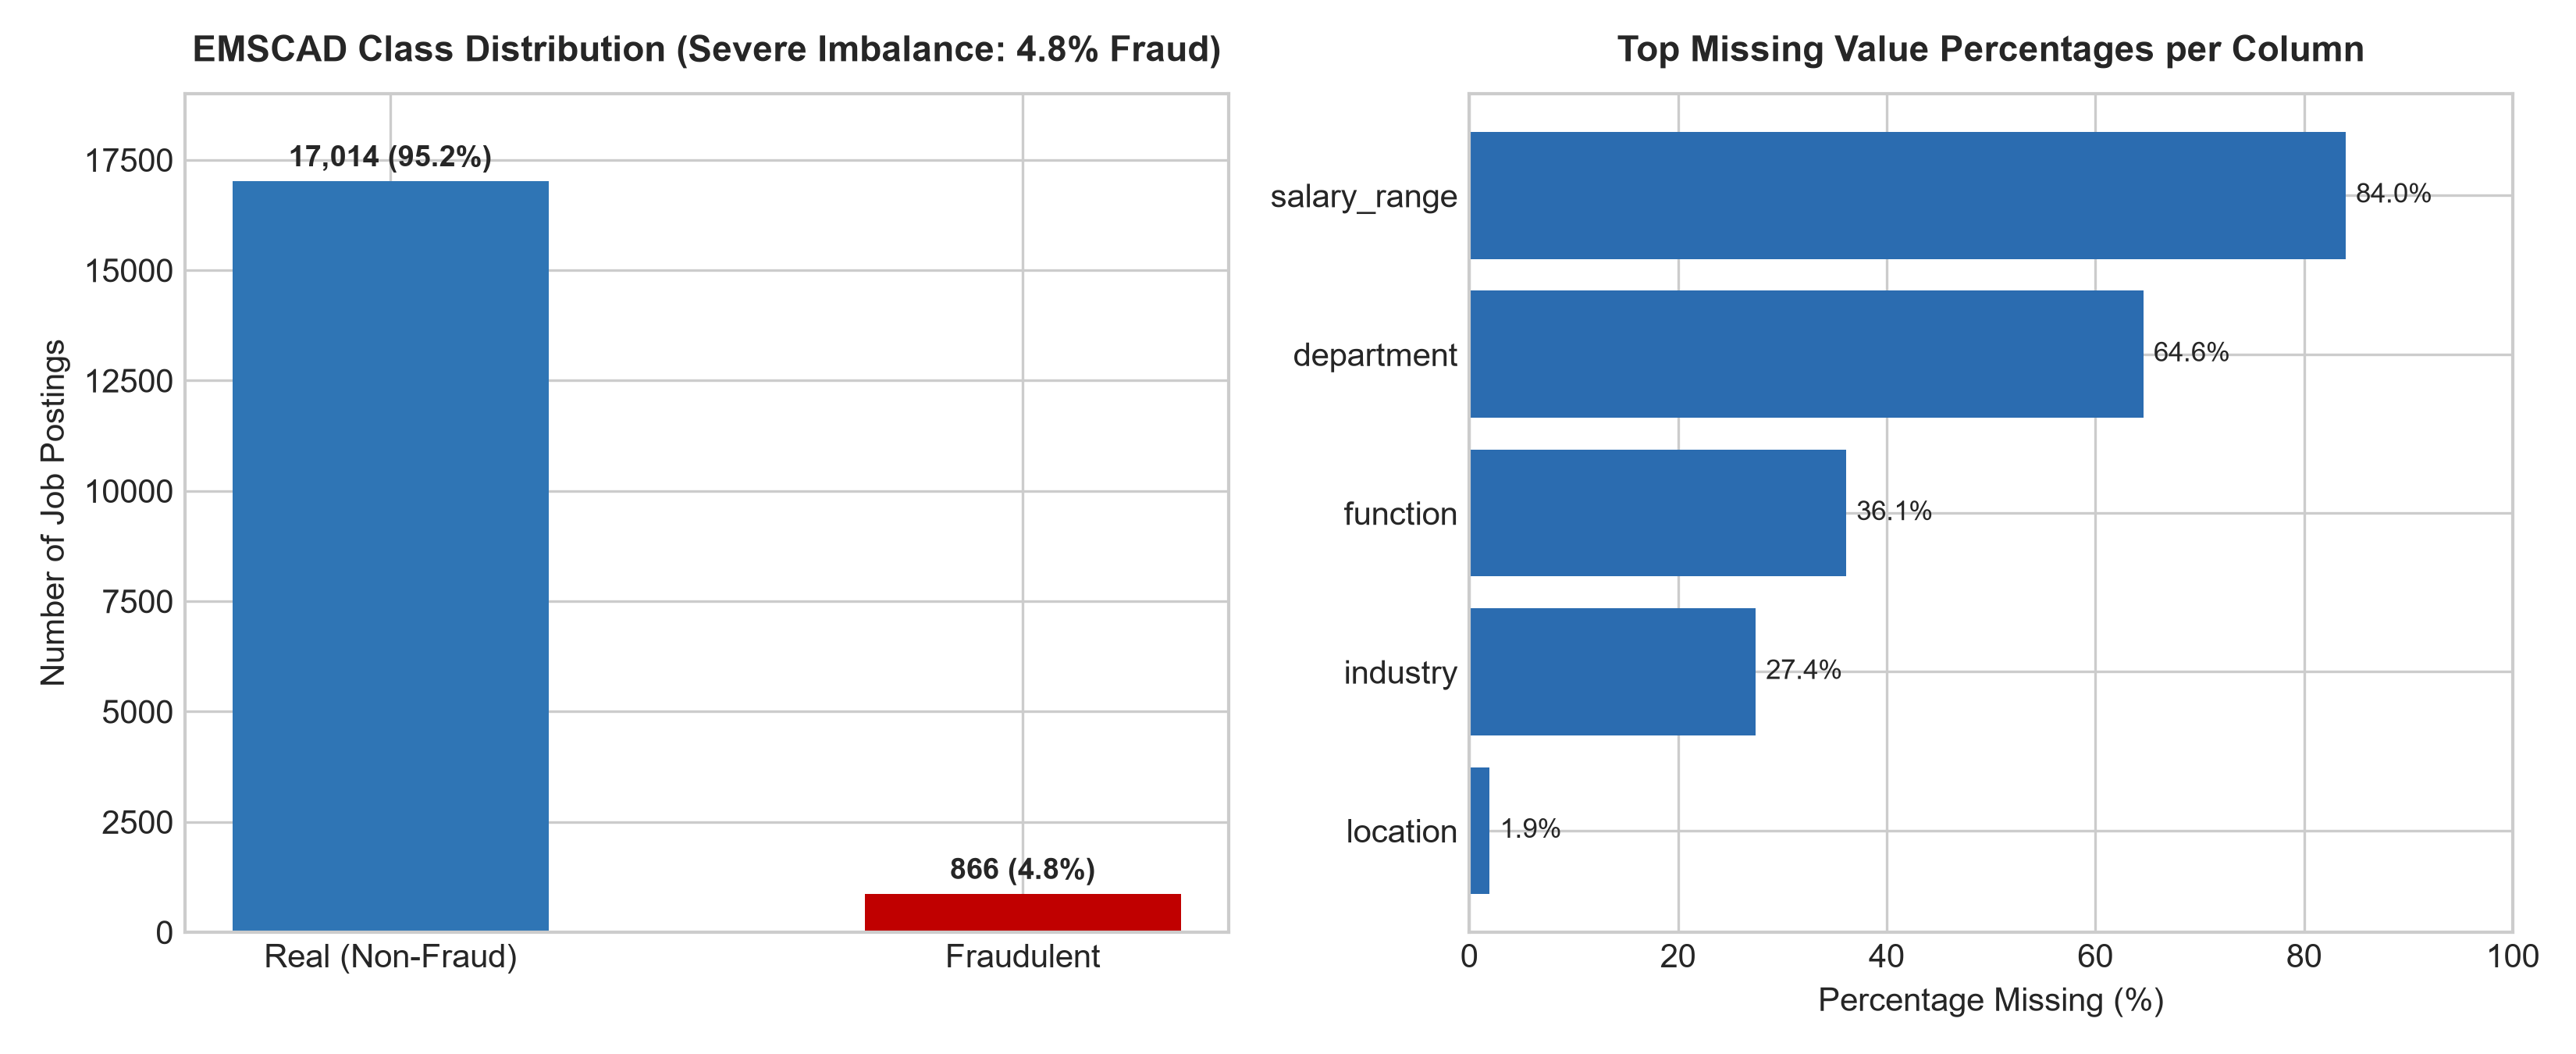 EMSCAD Class Distribution (Severe Imbalance: 4.8% Fraud)
Number of Job Postings
17500
15000
12500
10000
7500
5000
2500
0
17,014 (95.2%)
866 (4.8%)
Real (Non-Fraud)
Fraudulent
Top Missing Value Percentages per Column
salary_range
84.0%
department
64.6%
function
36.1%
industry
27.4%
location
1.9%
0
20
40
60
80
100
Percentage Missing (%)